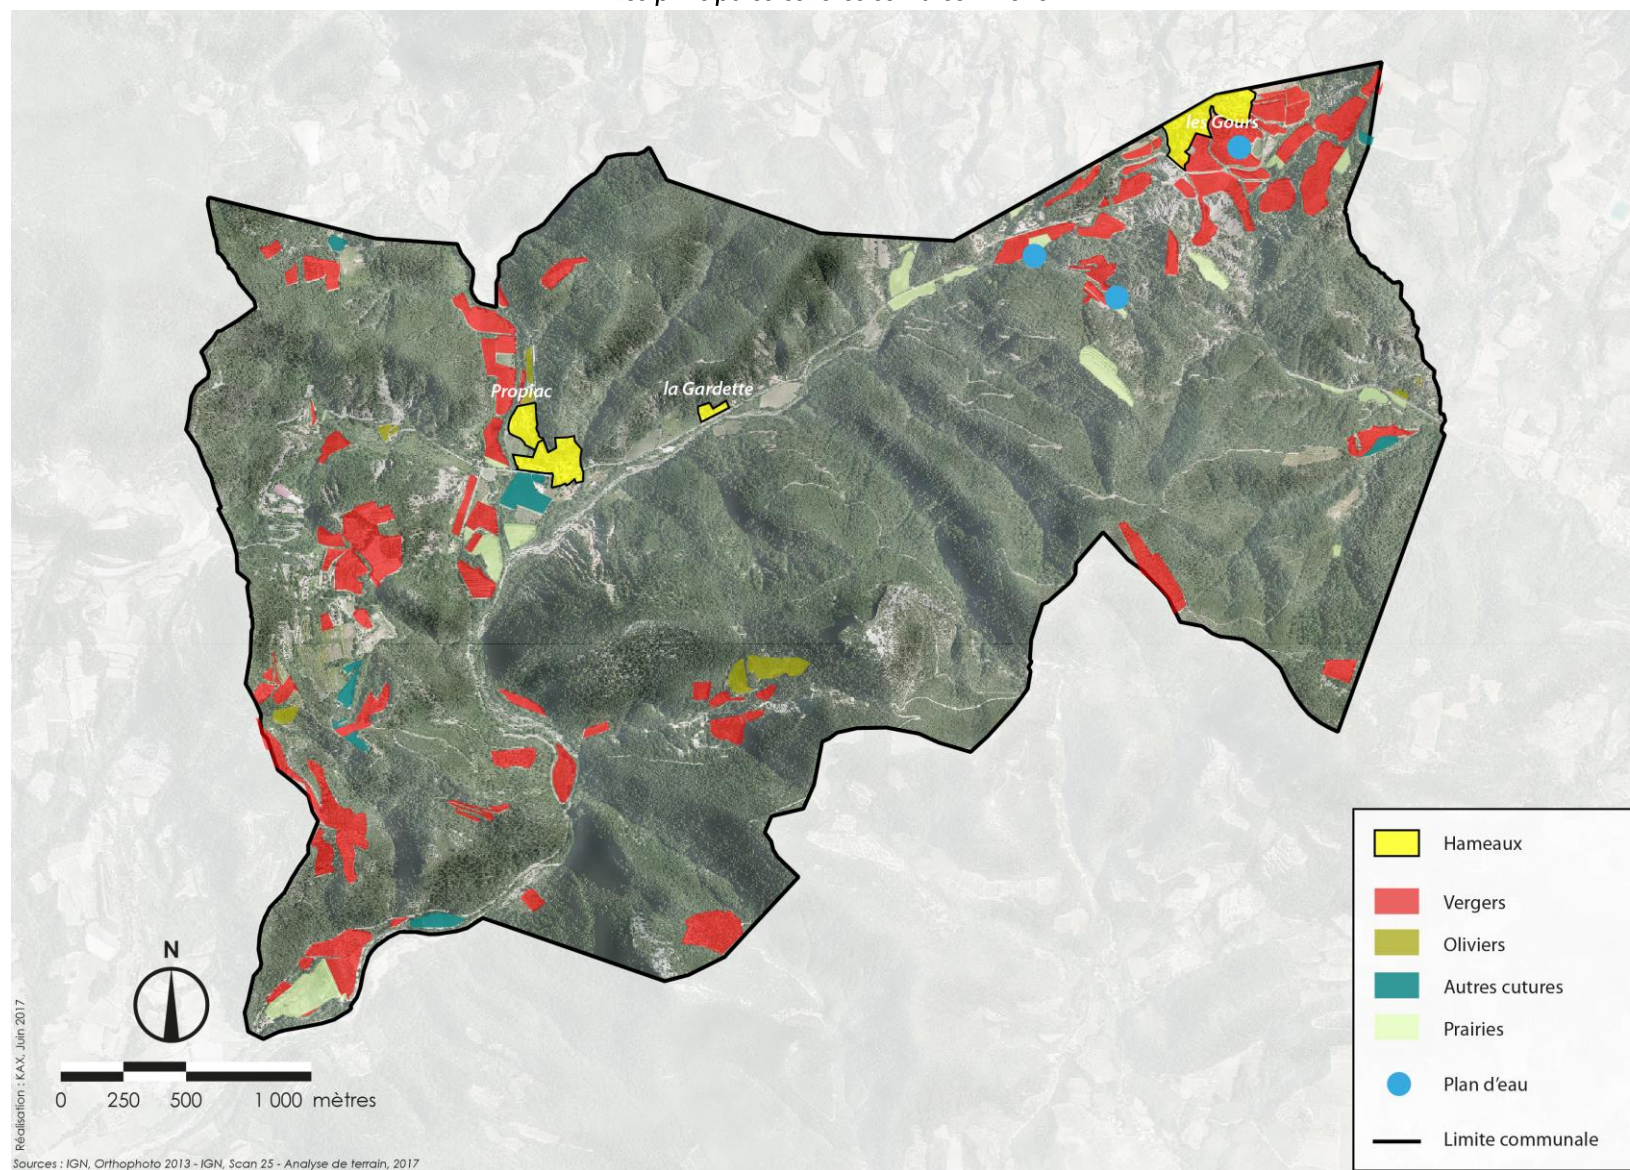 les Gours
Propiac
la Gardette
Hameaux
Vergers
Oliviers
Autres cutures
Prairies
Plan d'eau
Limite communale
N
0 250 500 1 000 mètres
Réalisation : KAX, Juin 2017
Sources : IGN, Orthophoto 2013 - IGN, Scan 25 - Analyse de terrain, 2017